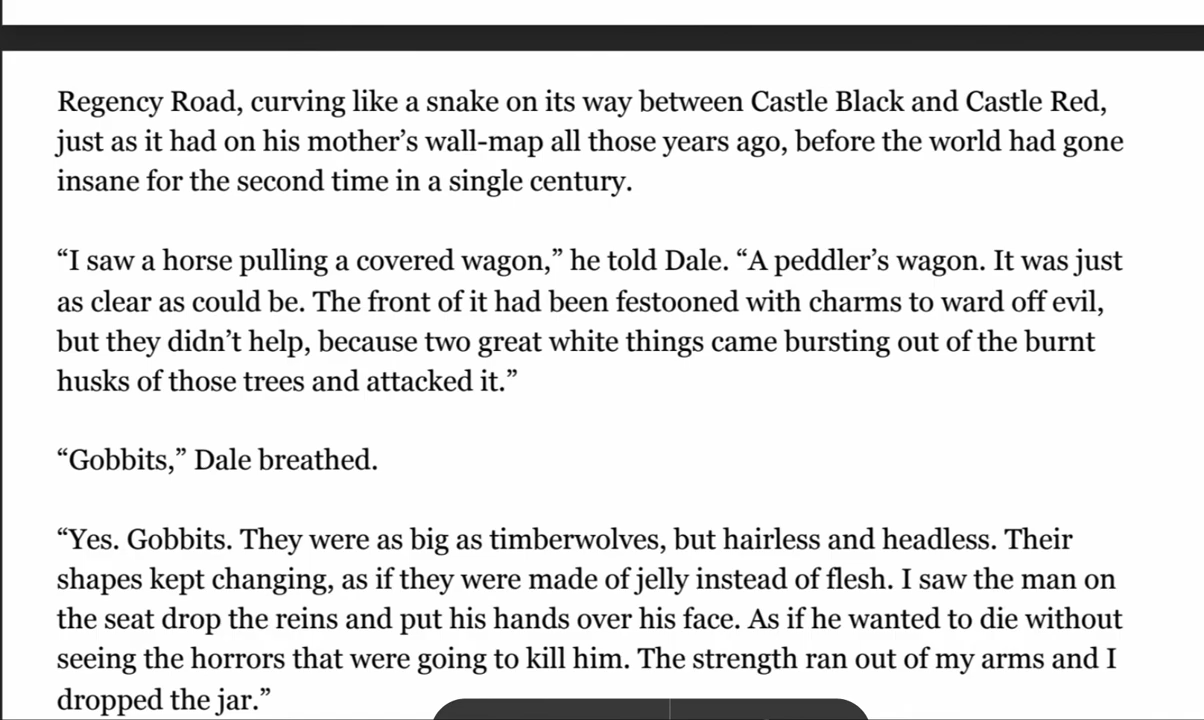 Regency Road, curving like a snake on its way between Castle Black and Castle Red,
just as it had on his mother’s wall-map all those years ago, before the world had gone
insane for the second time in a single century.
“I saw a horse pulling a covered wagon,” he told Dale. “A peddler’s wagon. It was just
as clear as could be. The front of it had been festooned with charms to ward off evil,
but they didn’t help, because two great white things came bursting out of the burnt
husks of those trees and attacked it.”
“Gobbits,” Dale breathed.
“Yes. Gobbits. They were as big as timberwolves, but hairless and headless. Their
shapes kept changing, as if they were made of jelly instead of flesh. I saw the man on
the seat drop the reins and put his hands over his face. As if he wanted to die without
seeing the horrors that were going to kill him. The strength ran out of my arms and I
dropped the jar.”